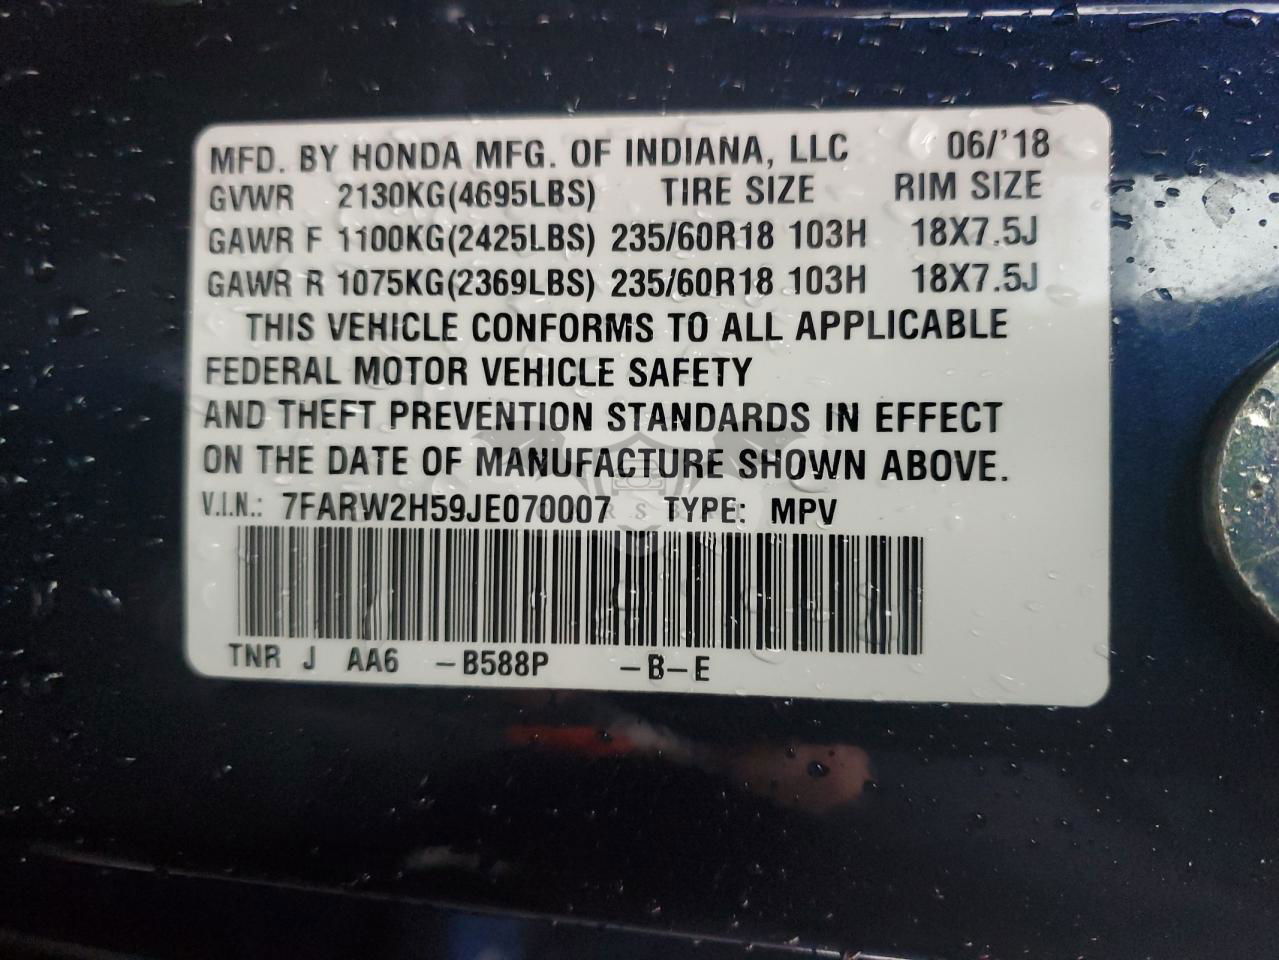 MFD. BY HONDA MFG. OF INDIANA, LLC 06/'18
GVWR 2130KG(4695LBS) TIRE SIZE RIM SIZE
GAWR F 1100KG(2425LBS) 235/60R18 103H 18X7.5J
GAWR R 1075KG(2369LBS) 235/60R18 103H 18X7.5J
THIS VEHICLE CONFORMS TO ALL APPLICABLE
FEDERAL MOTOR VEHICLE SAFETY
AND THEFT PREVENTION STANDARDS IN EFFECT
ON THE DATE OF MANUFACTURE SHOWN ABOVE.
V.I.N.: 7FARW2H59JE070007 TYPE: MPV
TNR J AA6 -B588P -B-E